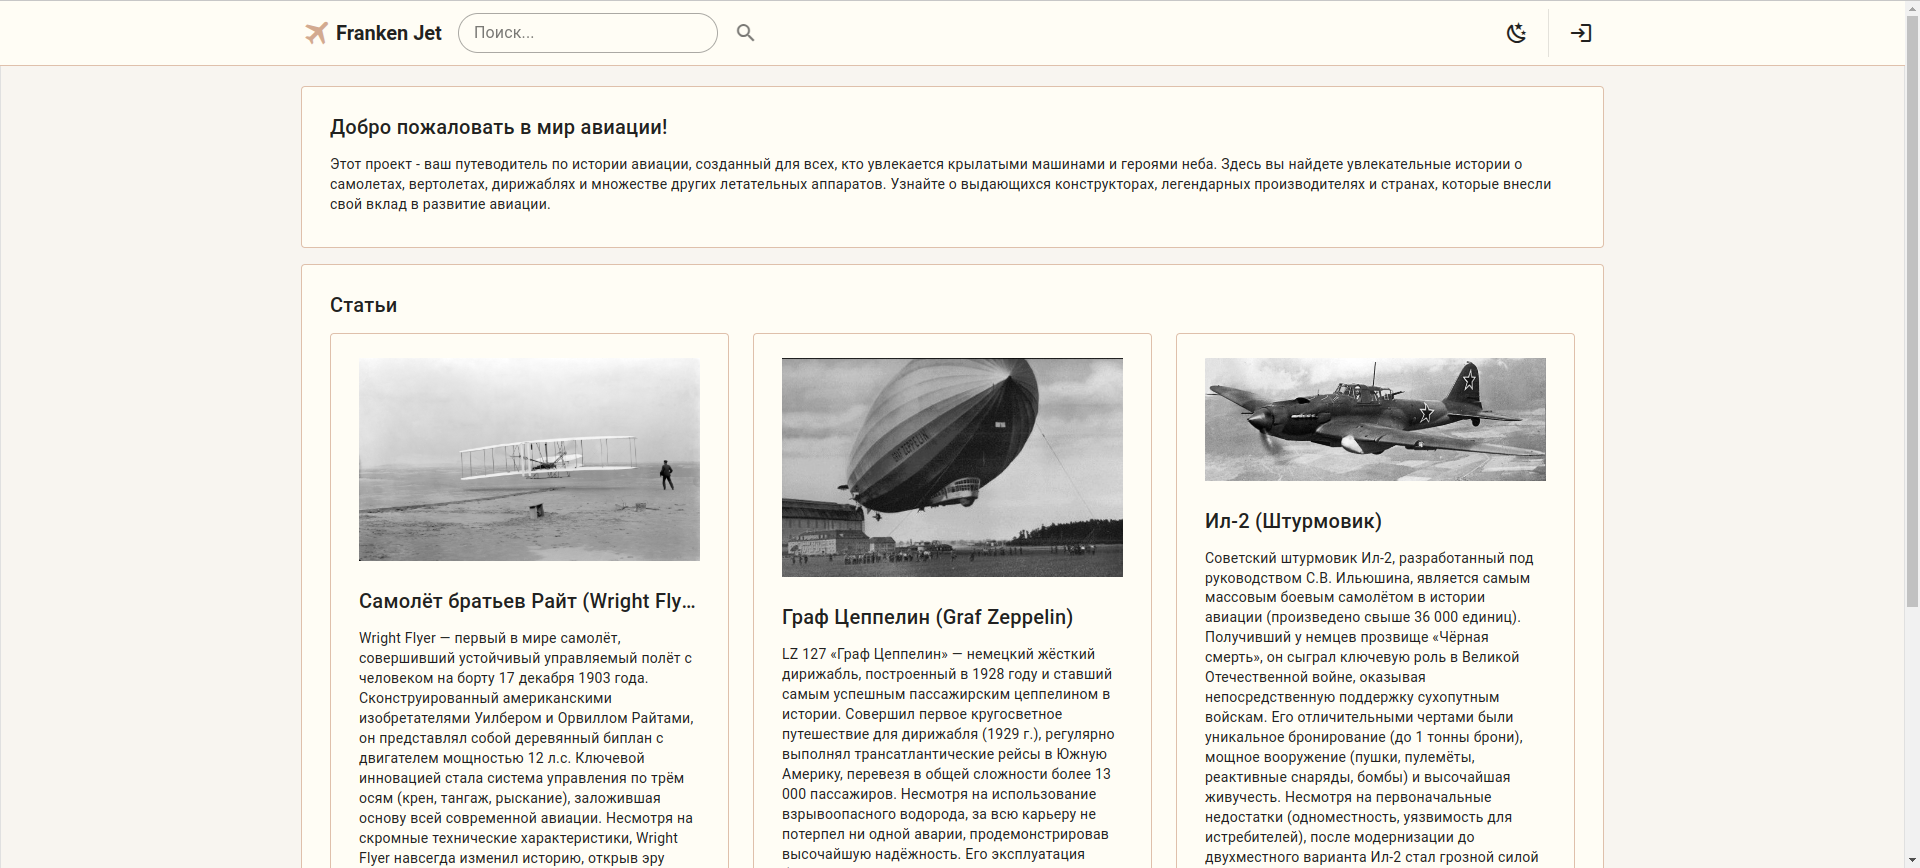 Franken Jet
Поиск...
Добро пожаловать в мир авиации!
Этот проект - ваш путеводитель по истории авиации, созданный для всех, кто увлекается крылатыми машинами и героями неба. Здесь вы найдете увлекательные истории о
самолетах, вертолетах, дирижаблях и множестве других летательных аппаратов. Узнайте о выдающихся конструкторах, легендарных производителях и странах, которые внесли
свой вклад в развитие авиации.
Статьи
Самолёт братьев Райт (Wright Fly...
Wright Flyer — первый в мире самолёт,
совершивший устойчивый управляемый полёт с
человеком на борту 17 декабря 1903 года.
Сконструированный американскими
изобретателями Уилбером и Орвиллом Райтами,
он представлял собой деревянный биплан с
двигателем мощностью 12 л.с. Ключевой
инновацией стала система управления по трём
осям (крен, тангаж, рыскание), заложившая
основу всей современной авиации. Несмотря на
скромные технические характеристики, Wright
Flyer навсегда изменил историю, открыв эру
GRAF ZEPPELIN
Граф Цеппелин (Graf Zeppelin)
LZ 127 «Граф Цеппелин» — немецкий жёсткий
дирижабль, построенный в 1928 году и ставший
самым успешным пассажирским цеппелином в
истории. Совершил первое кругосветное
путешествие для дирижабля (1929 г.), регулярно
выполнял трансатлантические рейсы в Южную
Америку, перевезя в общей сложности более 13
000 пассажиров. Несмотря на использование
взрывоопасного водорода, за всю карьеру не
потерпел ни одной аварии, продемонстрировав
высочайшую надёжность. Его эксплуатация
Ил-2 (Штурмовик)
Советский штурмовик Ил-2, разработанный под
руководством С.В. Ильюшина, является самым
массовым боевым самолётом в истории
авиации (произведено свыше 36 000 единиц).
Получивший у немцев прозвище «Чёрная
смерть», он сыграл ключевую роль в Великой
Отечественной войне, оказывая
непосредственную поддержку сухопутным
войскам. Его отличительными чертами были
уникальное бронирование (до 1 тонны брони),
мощное вооружение (пушки, пулемёты,
реактивные снаряды, бомбы) и высочайшая
живучесть. Несмотря на первоначальные
недостатки (одноместность, уязвимость для
истребителей), после модернизации до
двухместного варианта Ил-2 стал грозной силой